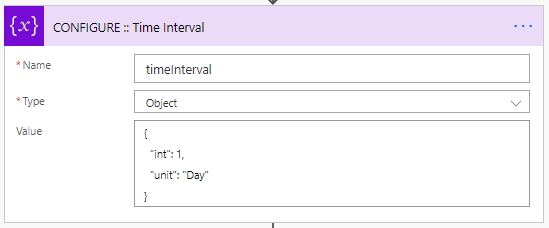 {x} CONFIGURE :: Time Interval ...
*Name timeInterval
*Type Object
Value {
"int": 1,
"unit": "Day"
}